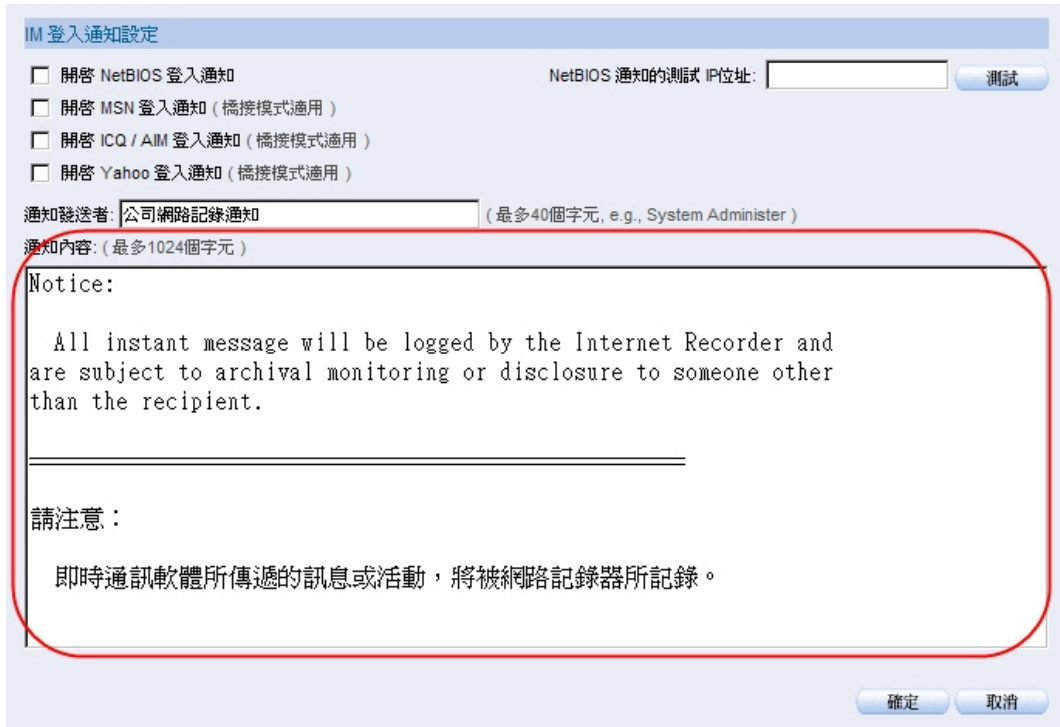 IM 登入通知設定
開啓 NetBIOS 登入通知
NetBIOS 通知的測試 IP位址:
測試
開啓 MSN 登入通知 ( 橋接模式適用 )
開啓 ICQ / AIM 登入通知 ( 橋接模式適用 )
開啓 Yahoo 登入通知 ( 橋接模式適用 )
通知發送者: 公司網路記錄通知 ( 最多40個字元, e.g., System Administer )
通知內容: ( 最多1024個字元 )
Notice:
All instant message will be logged by the Internet Recorder and
are subject to archival monitoring or disclosure to someone other
than the recipient.
請注意：
即時通訊軟體所傳遞的訊息或活動，將被網路記錄器所記錄。
確定
取消